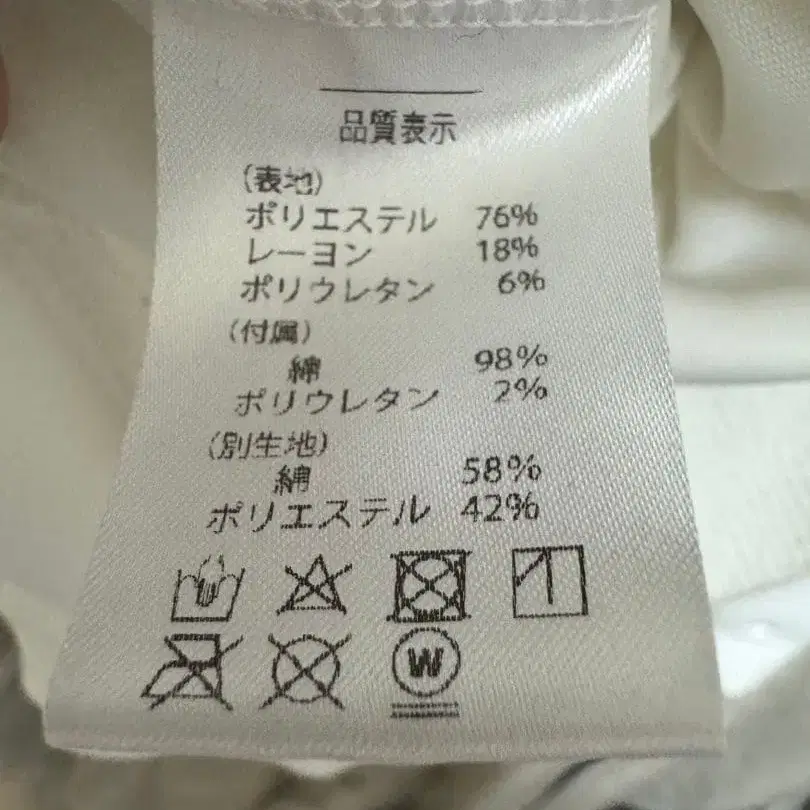 品質表示
(表地)
ポリエステル 76%
レーヨン 18%
ポリウレタン 6%
(付属)
綿 98%
ポリウレタン 2%
(別生地)
綿 58%
ポリエステル 42%
W